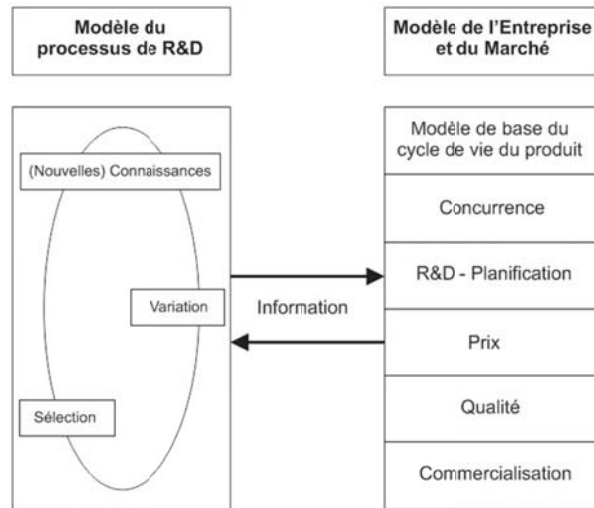 Modèle du
processus de R&D
Modèle de l'Entreprise
et du Marché
(Nouvelles) Connaissances
Variation
Sélection
Information
Modèle de base du
cycle de vie du produit
Concurrence
R&D - Planification
Prix
Qualité
Commercialisation